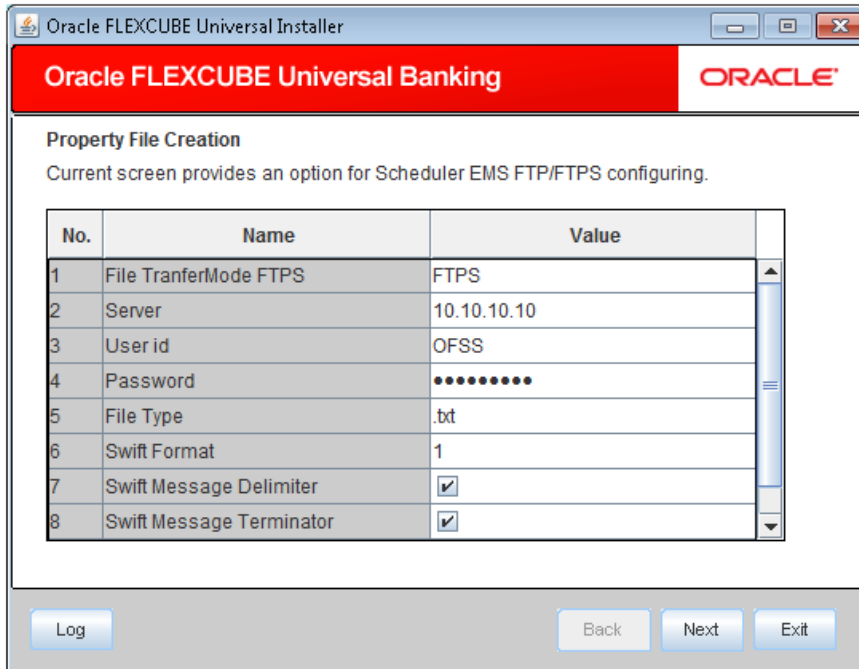 Oracle FLEXCUBE Universal Installer
Oracle FLEXCUBE Universal Banking
ORACLE
Property File Creation
Current screen provides an option for Scheduler EMS FTP/FTPS configuring.
No. Name Value
1 File TranferMode FTPS FTPS
2 Server 10.10.10.10
3 User id OFSS
4 Password •••••••••
5 File Type .txt
6 Swift Format 1
7 Swift Message Delimiter
8 Swift Message Terminator
Log Back Next Exit